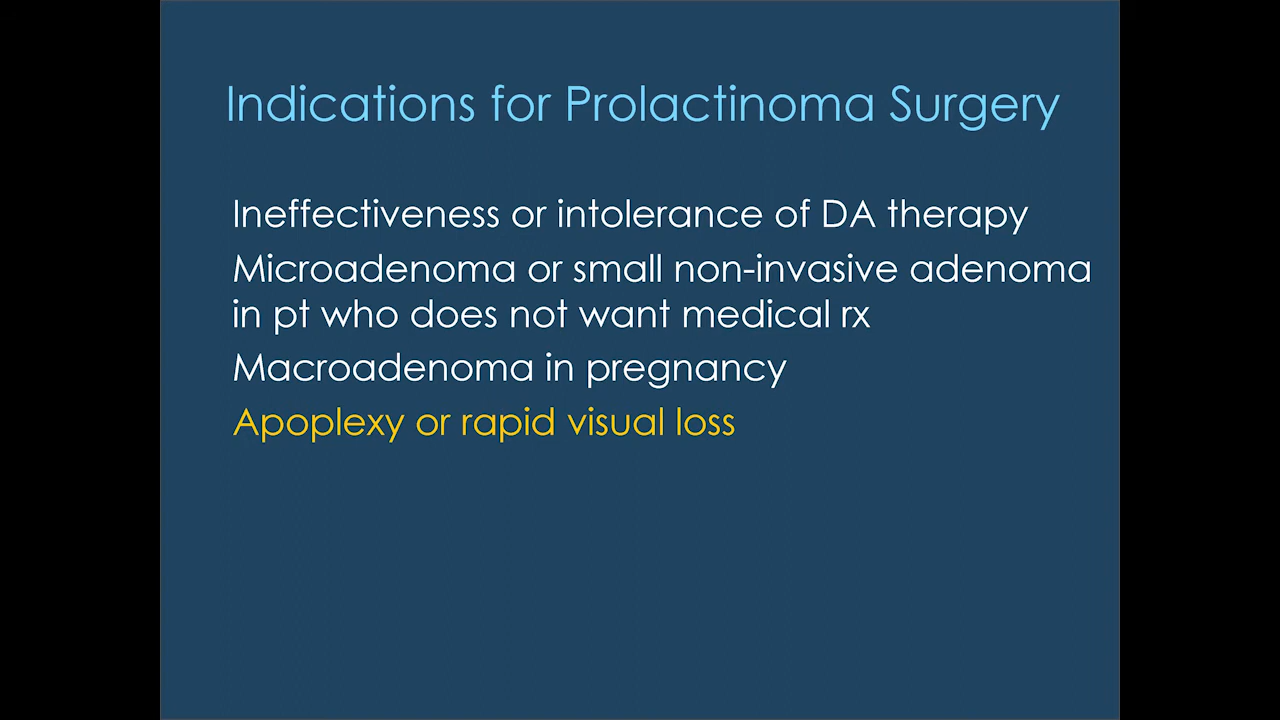 Indications for Prolactinoma Surgery
Ineffectiveness or intolerance of DA therapy
Microadenoma or small non-invasive adenoma
in pt who does not want medical rx
Macroadenoma in pregnancy
Apoplexy or rapid visual loss